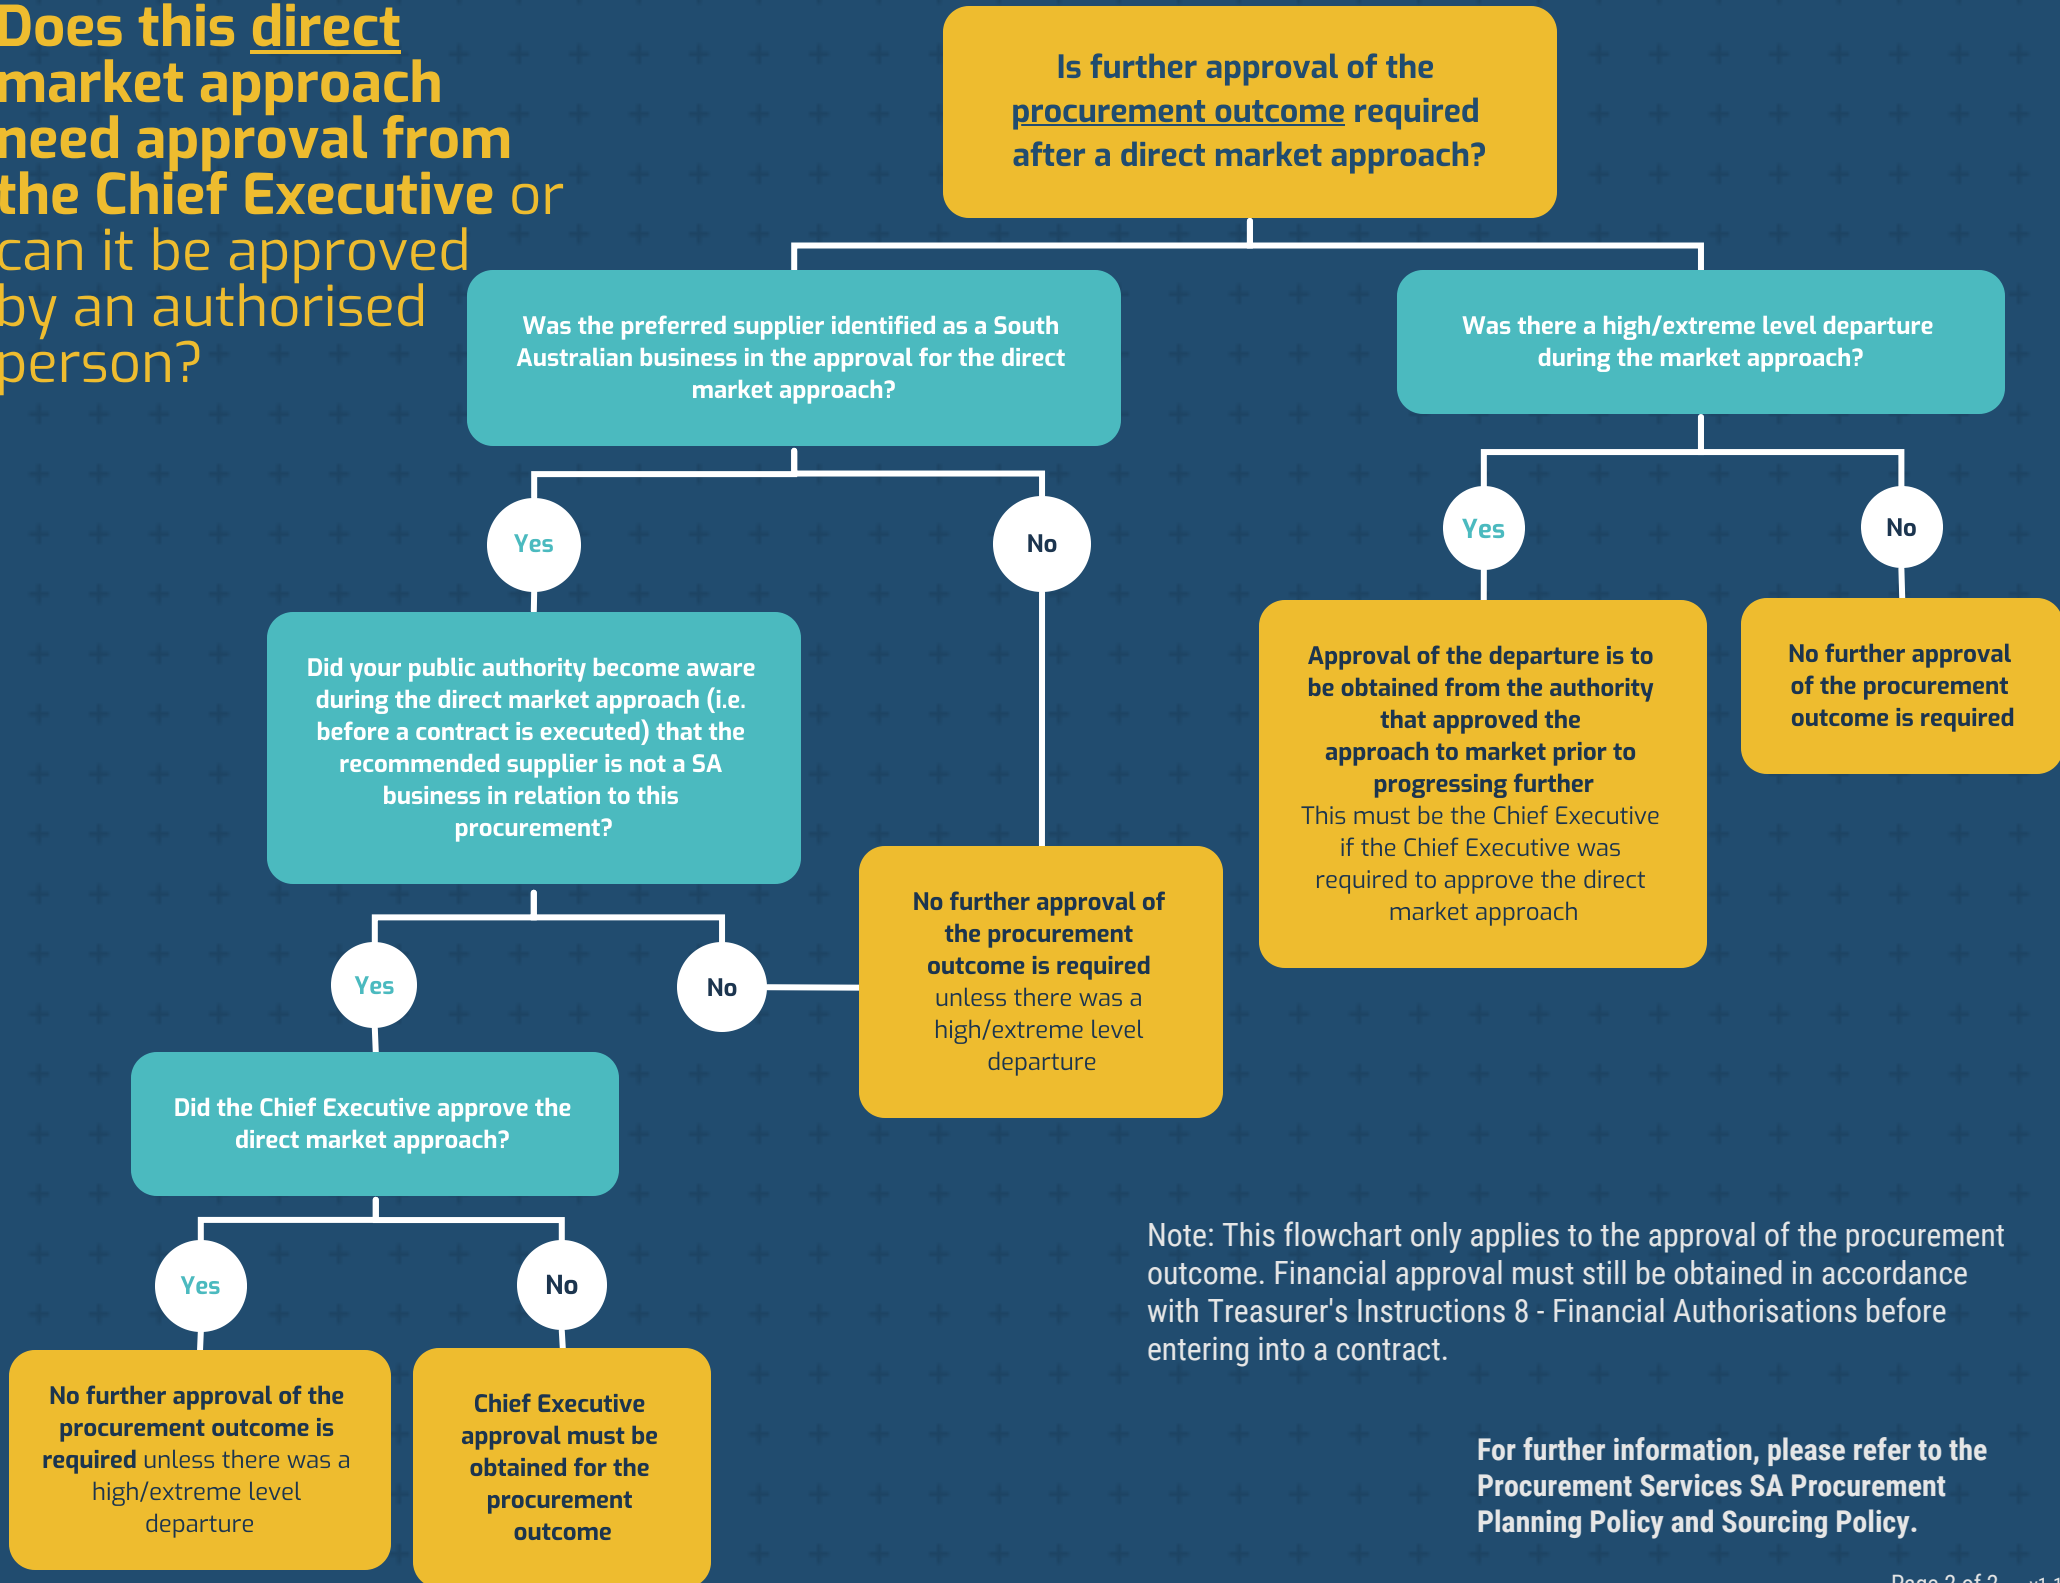 Does this direct
market approach
need approval from
the Chief Executive or
can it be approved
by an authorised
person?
Is further approval of the
procurement outcome required
after a direct market approach?
Was the preferred supplier identified as a South
Australian business in the approval for the direct
market approach?
Was there a high/extreme level departure
during the market approach?
Yes
No
Yes
No
Did your public authority become aware
during the direct market approach (i.e.
before a contract is executed) that the
recommended supplier is not a SA
business in relation to this
procurement?
Approval of the departure is to
be obtained from the authority
that approved the
approach to market prior to
progressing further
This must be the Chief Executive
if the Chief Executive was
required to approve the direct
market approach
No further approval
of the procurement
outcome is required
Yes
No
No further approval of
the procurement
outcome is required
unless there was a
high/extreme level
departure
Did the Chief Executive approve the
direct market approach?
Yes
No
No further approval of the
procurement outcome is
required unless there was a
high/extreme level
departure
Chief Executive
approval must be
obtained for the
procurement
outcome
Note: This flowchart only applies to the approval of the procurement
outcome. Financial approval must still be obtained in accordance
with Treasurer's Instructions 8 - Financial Authorisations before
entering into a contract.
For further information, please refer to the
Procurement Services SA Procurement
Planning Policy and Sourcing Policy.
Page 2 of 2